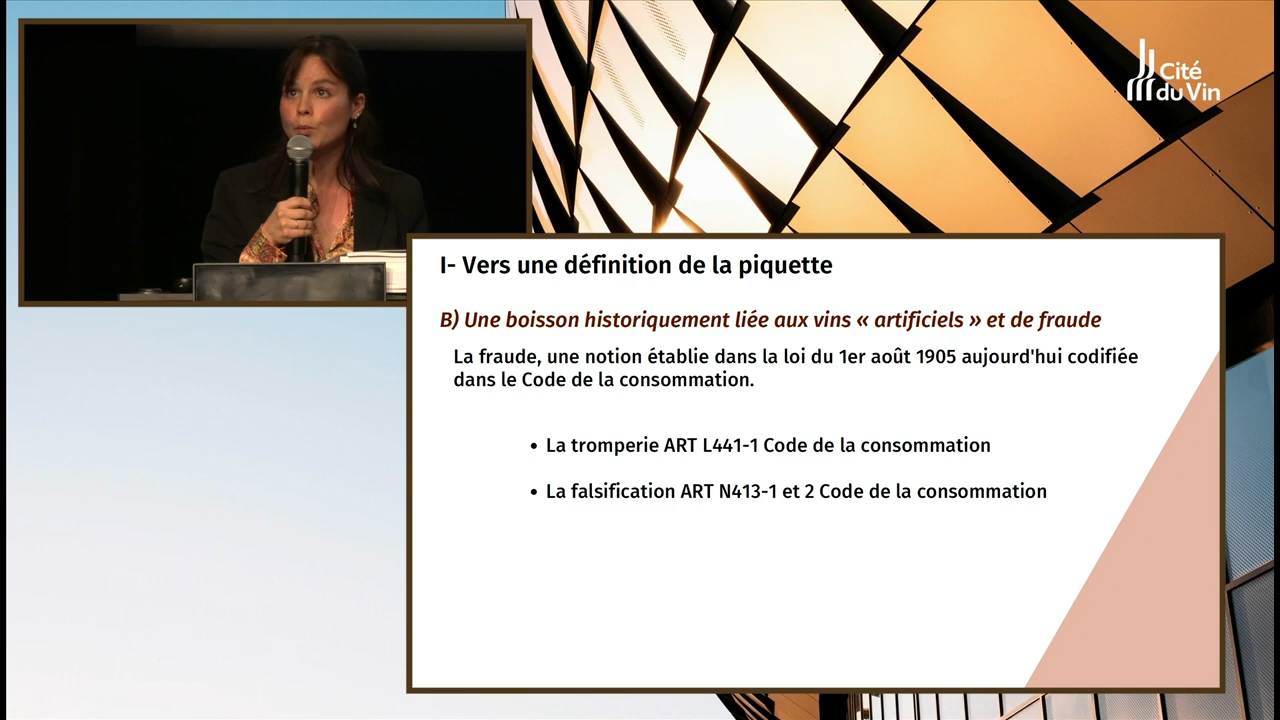 Cité
du Vin
I- Vers une définition de la piquette
B) Une boisson historiquement liée aux vins « artificiels » et de fraude
La fraude, une notion établie dans la loi du 1er août 1905 aujourd'hui codifiée
dans le Code de la consommation.
• La tromperie ART L441-1 Code de la consommation
• La falsification ART N413-1 et 2 Code de la consommation